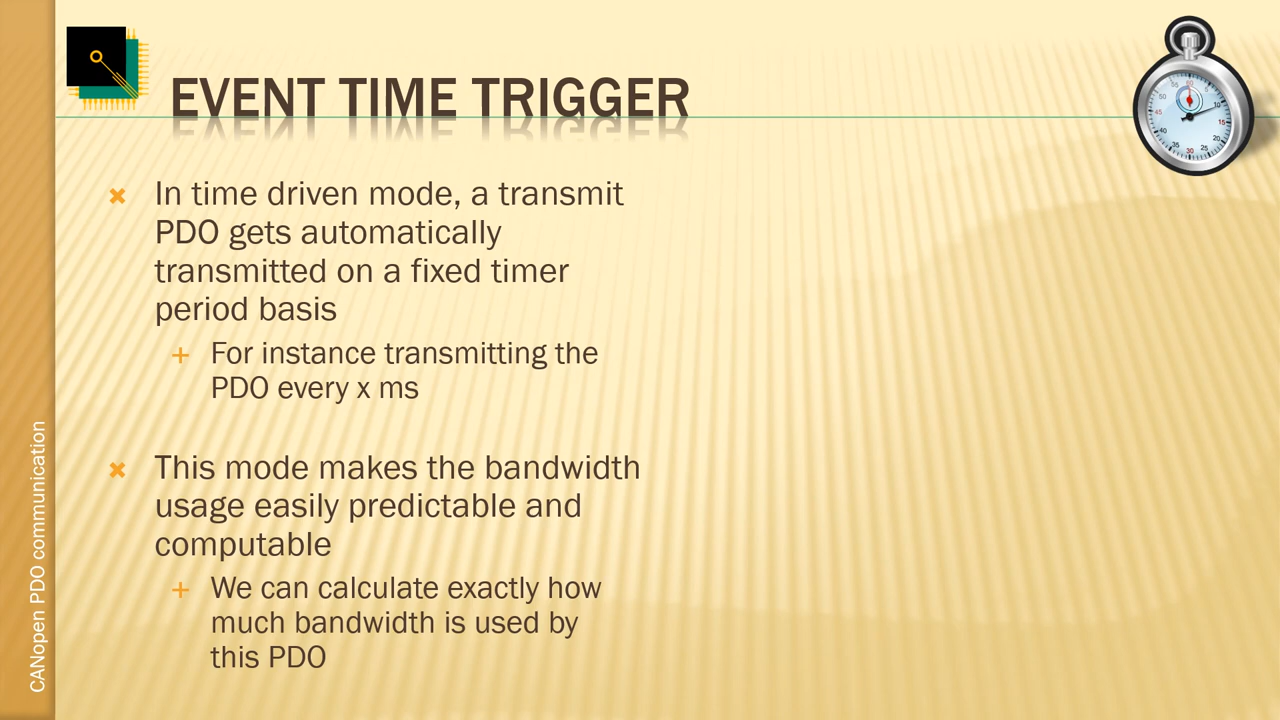 EVENT TIME TRIGGER
In time driven mode, a transmit
PDO gets automatically
transmitted on a fixed timer
period basis
For instance transmitting the
PDO every x ms
This mode makes the bandwidth
usage easily predictable and
computable
We can calculate exactly how
much bandwidth is used by
this PDO
CANopen PDO communication